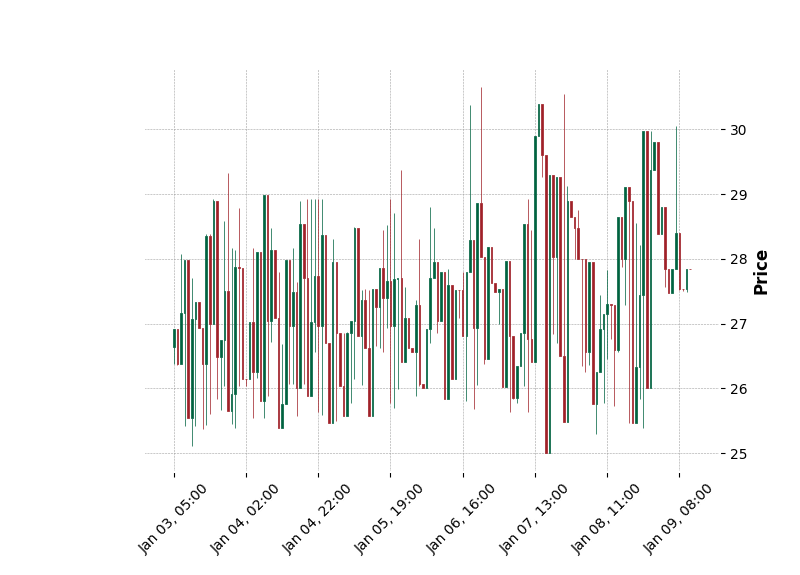 30
29
28
27
26
25
Price
Jan 03, 05:00
Jan 04, 02:00
Jan 04, 22:00
Jan 05, 19:00
Jan 06, 16:00
Jan 07, 13:00
Jan 08, 11:00
Jan 09, 08:00